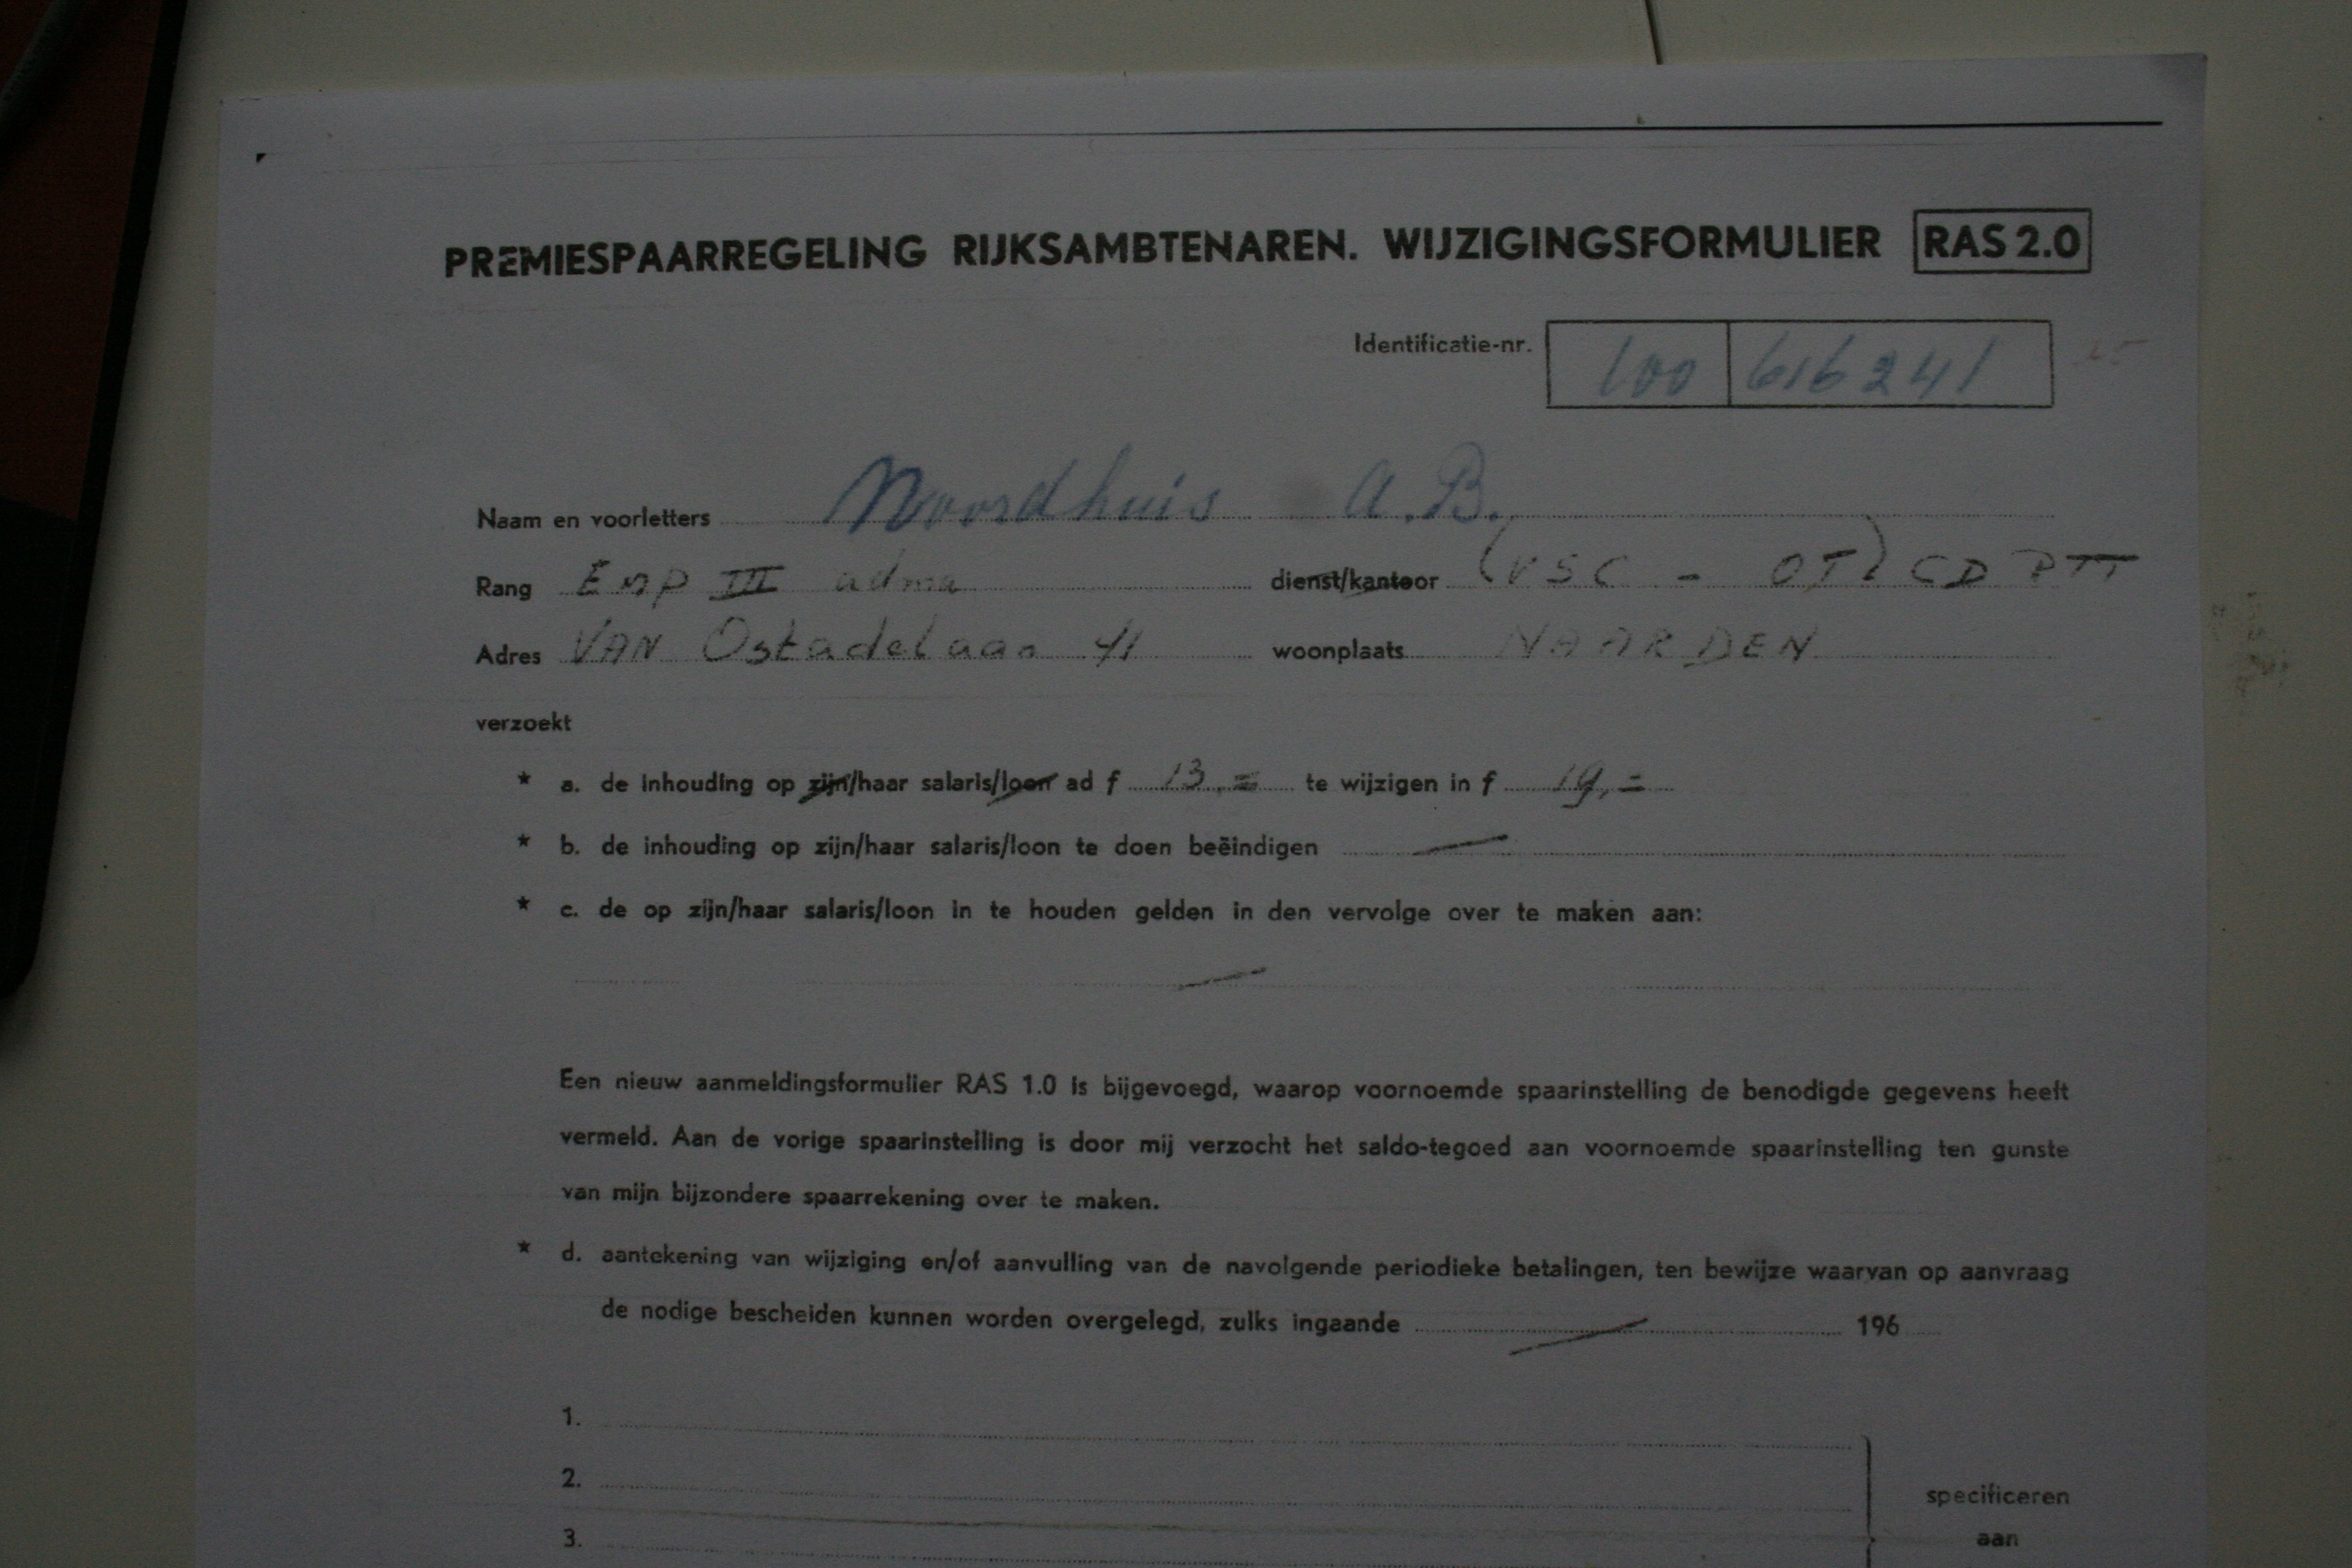 PREMIESPAARREGELING RIJKSAMBTENAREN. WIJZIGINGSFORMULIER RAS 2.0
Identificatie-nr. 100 616241
Naam en voorletters Noordhuis A.B.
Rang EMP III adma dienst/kantoor (VSC - OT) CD PTT
Adres VAN Ostadelaan 41 woonplaats NAARDEN
verzoekt
* a. de inhouding op zijn/haar salaris/loon ad f 13,= te wijzigen in f 19,=
* b. de inhouding op zijn/haar salaris/loon te doen beëindigen
* c. de op zijn/haar salaris/loon in te houden gelden in den vervolge over te maken aan:
Een nieuw aanmeldingsformulier RAS 1.0 is bijgevoegd, waarop voornoemde spaarinstelling de benodigde gegevens heeft
vermeld. Aan de vorige spaarinstelling is door mij verzocht het saldo-tegoed aan voornoemde spaarinstelling ten gunste
van mijn bijzondere spaarrekening over te maken.
* d. aantekening van wijziging en/of aanvulling van de navolgende periodieke betalingen, ten bewijze waarvan op aanvraag
de nodige bescheiden kunnen worden overgelegd, zulks ingaande 196
1.
2.
specificeren
3.
aan